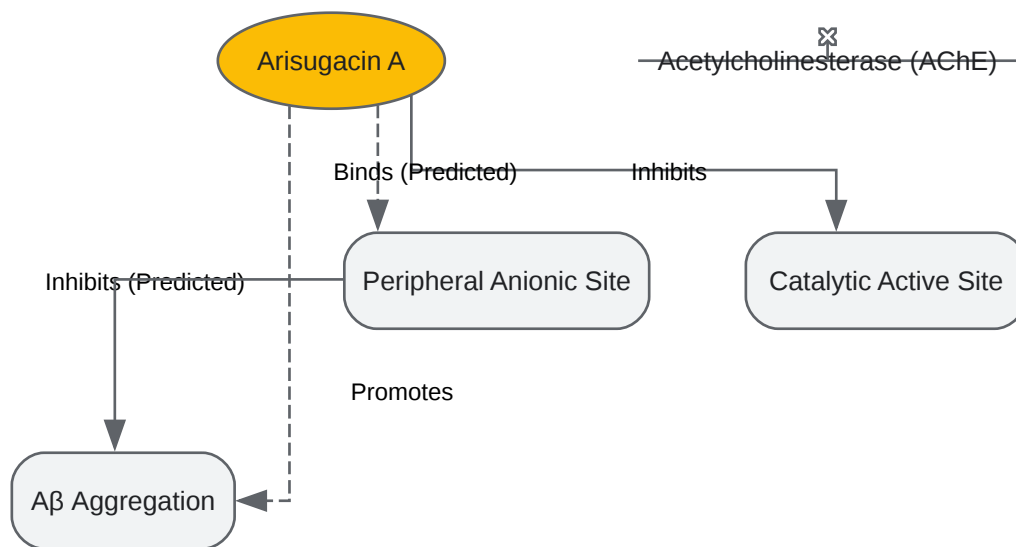 Arisugacin A
Acetylcholinesterase (AChE)
Binds (Predicted)
Inhibits
Peripheral Anionic Site
Catalytic Active Site
Inhibits (Predicted)
Promotes
Aβ Aggregation